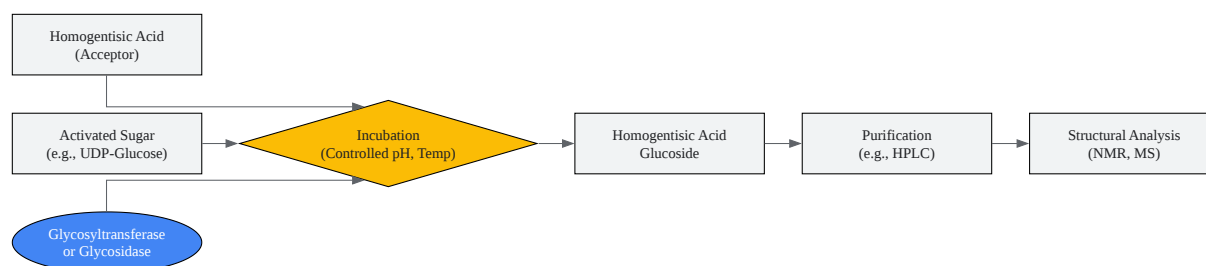 Homogentisic Acid
(Acceptor)
Activated Sugar
(e.g., UDP-Glucose)
Glycosyltransferase
or Glycosidase
Incubation
(Controlled pH, Temp)
Homogentisic Acid
Glucoside
Purification
(e.g., HPLC)
Structural Analysis
(NMR, MS)